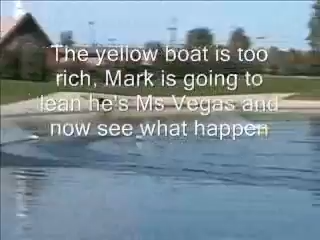 The yellow boat is too
rich, Mark is going to
lean he's Ms Vegas and
now see what happen